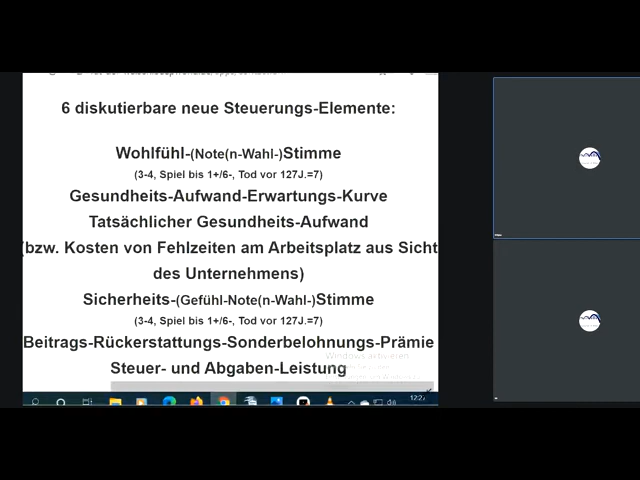 6 diskutierbare neue Steuerungs-Elemente:
Wohlfühl-(Note(n-Wahl-)Stimme
(3-4, Spiel bis 1+/6-, Tod vor 127J.=7)
Gesundheits-Aufwand-Erwartungs-Kurve
Tatsächlicher Gesundheits-Aufwand
(bzw. Kosten von Fehlzeiten am Arbeitsplatz aus Sicht
des Unternehmens)
Sicherheits-(Gefühl-Note(n-Wahl-)Stimme
(3-4, Spiel bis 1+/6-, Tod vor 127J.=7)
Beitrags-Rückerstattungs-Sonderbelohnungs-Prämie
Windows aktivieren
Steuer- und Abgaben-Leistung